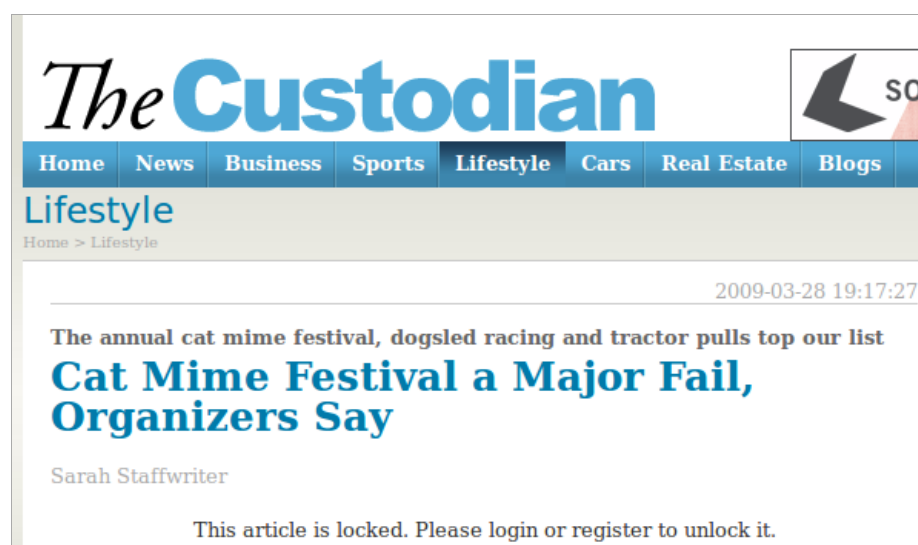 The Custodian
SO
Home News Business Sports Lifestyle Cars Real Estate Blogs
Lifestyle
Home > Lifestyle
2009-03-28 19:17:27
The annual cat mime festival, dogsled racing and tractor pulls top our list
Cat Mime Festival a Major Fail,
Organizers Say
Sarah Staffwriter
This article is locked. Please login or register to unlock it.